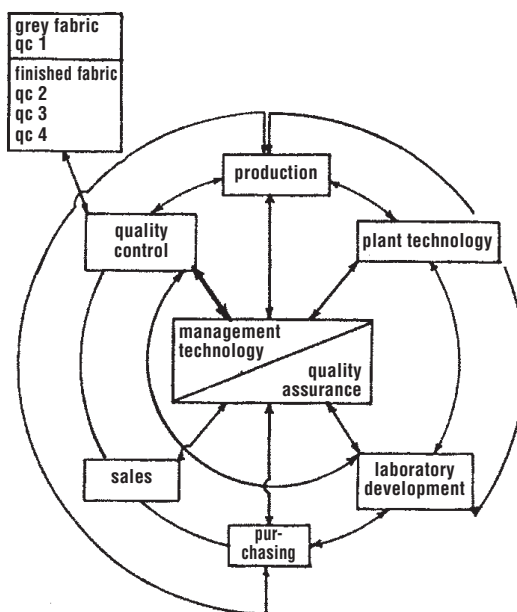 grey fabric
qc 1
finished fabric
qc 2
qc 3
qc 4
production
quality
control
plant technology
management
technology
quality
assurance
sales
laboratory
development
pur-
chasing